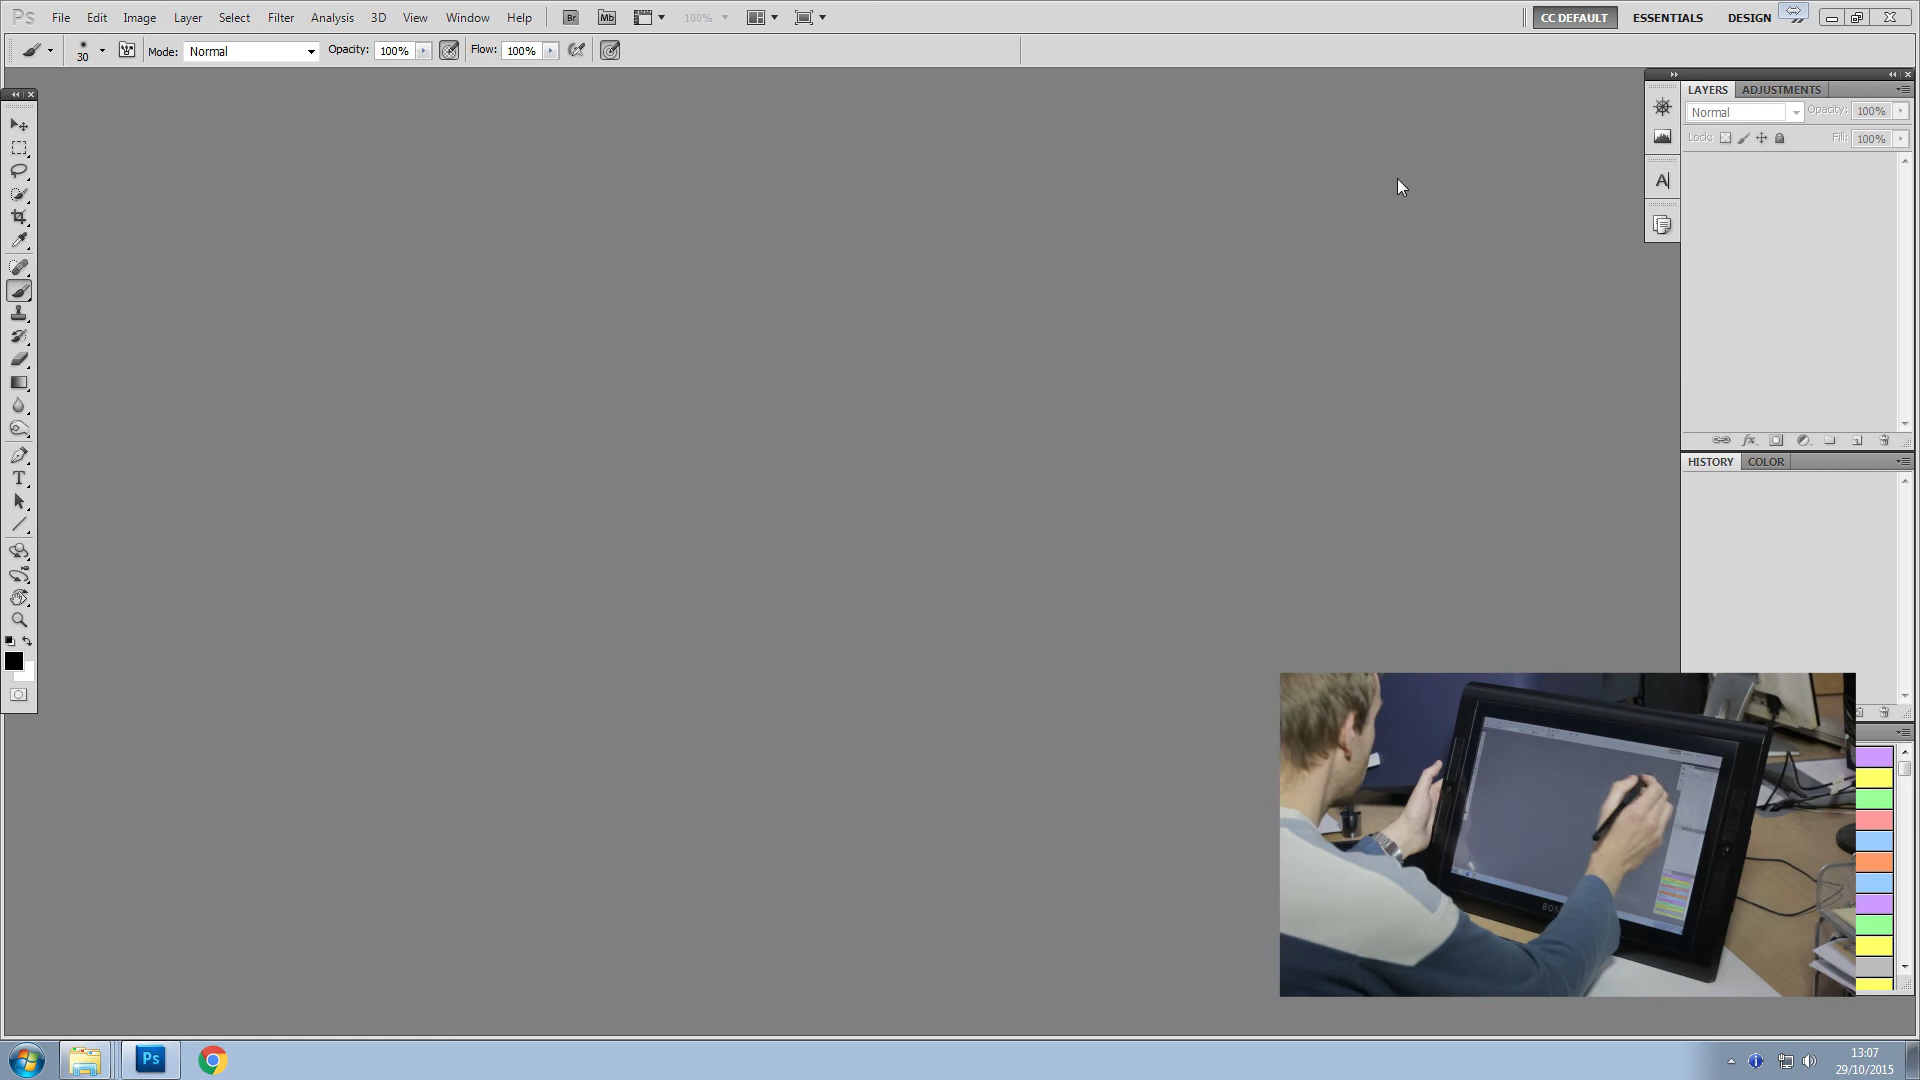 Ps File Edit Image Layer Select Filter Analysis 3D View Window Help Br Mb 100% CC DEFAULT ESSENTIALS DESIGN
30 Mode: Normal Opacity: 100% Flow: 100%
LAYERS ADJUSTMENTS
Normal Opacity: 100%
Lock: Fill: 100%
A
T
HISTORY COLOR
Ps
13:07
29/10/2015